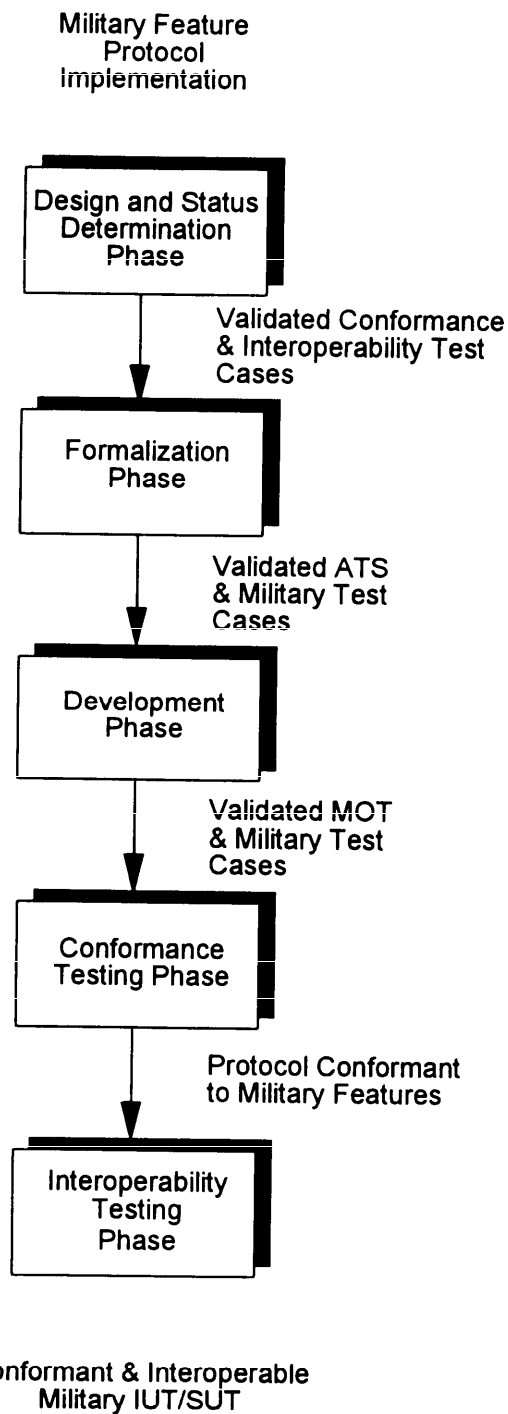 Military Feature
Protocol
Implementation
Design and Status
Determination
Phase
Validated Conformance
& Interoperability Test
Cases
Formalization
Phase
Validated ATS
& Military Test
Cases
Development
Phase
Validated MOT
& Military Test
Cases
Conformance
Testing Phase
Protocol Conformant
to Military Features
Interoperability
Testing
Phase
onformant & Interoperable
Military IUT/SUT